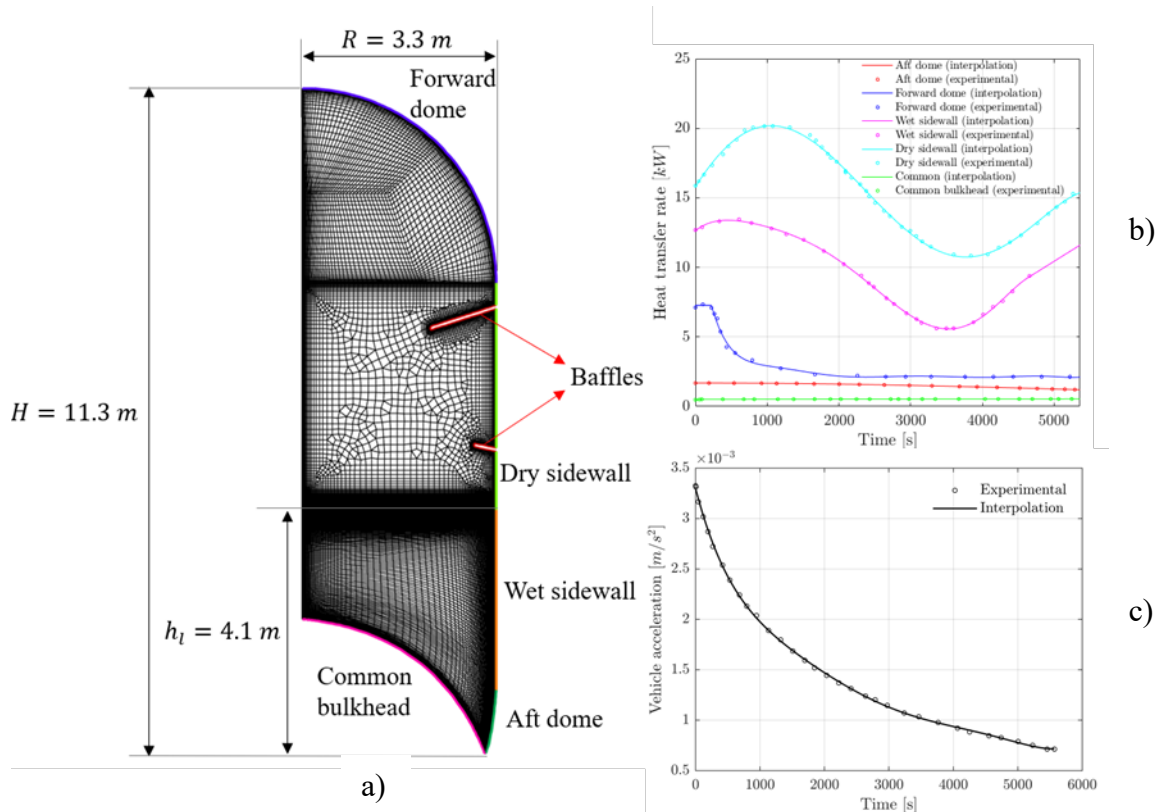 R = 3.3 m
Forward
dome
H = 11.3 m
Baffles
Dry sidewall
Wet sidewall
h_l = 4.1 m
Common
bulkhead
Aft dome
a)
25
20
15
10
5
0
Heat transfer rate [kW]
Aft dome (interpolation)
Aft dome (experimental)
Forward dome (interpolation)
Forward dome (experimental)
Wet sidewall (interpolation)
Wet sidewall (experimental)
Dry sidewall (interpolation)
Dry sidewall (experimental)
Common (interpolation)
Common bulkhead (experimental)
0 1000 2000 3000 4000 5000
Time [s]
b)
×10⁻³
3.5
3
2.5
2
1.5
1
0.5
Vehicle acceleration [m/s²]
Experimental
Interpolation
0 1000 2000 3000 4000 5000 6000
Time [s]
c)